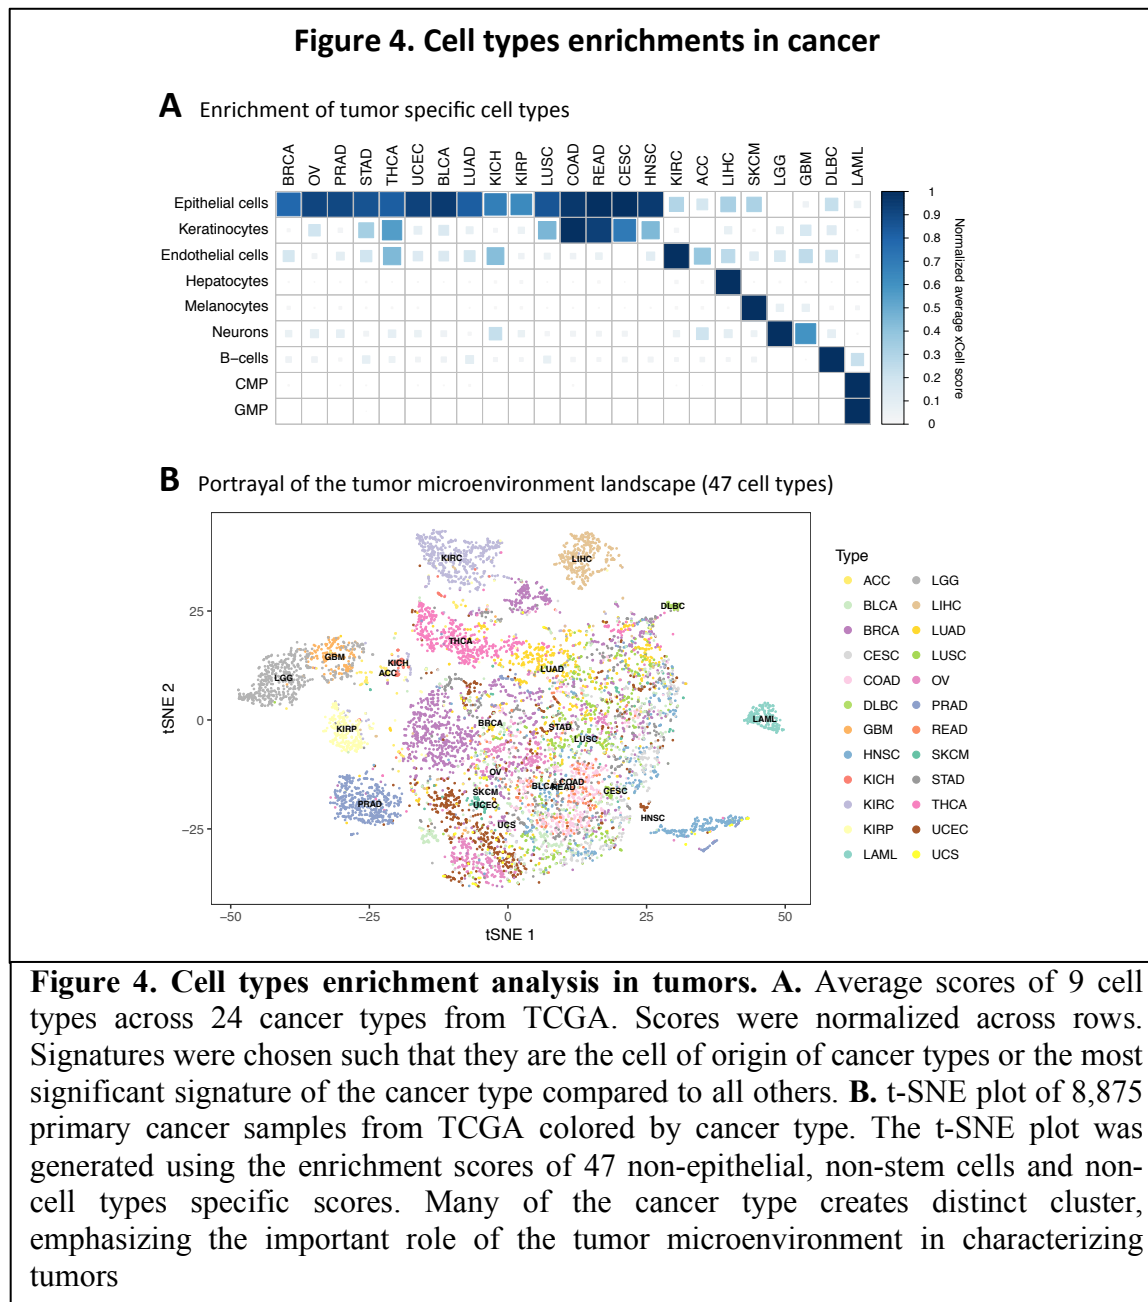 Figure 4. Cell types enrichments in cancer
A Enrichment of tumor specific cell types
BRCA OV PRAD STAD THCA UCEC BLCA LUAD KICH KIRP LUSC COAD READ CESC HNSC KIRC ACC LIHC SKCM LGG GBM DLBC LAML
Epithelial cells
Keratinocytes
Endothelial cells
Hepatocytes
Melanocytes
Neurons
B-cells
CMP
GMP
1
0.9
0.8
0.7
0.6
0.5
0.4
0.3
0.2
0.1
0
Normalized average xCell score
B Portrayal of the tumor microenvironment landscape (47 cell types)
KIRC
LIHC
DLBC
THCA
GBM
KICH
ACC
LUAD
LGG
LAML
BRCA
STAD
KIRP
LUSC
OV
COAD
BLCA
READ
SKCM
CESC
UCEC
PRAD
HNSC
UCS
25
0
−25
tSNE 2
−50 −25 0 25 50
tSNE 1
Type
ACC LGG
BLCA LIHC
BRCA LUAD
CESC LUSC
COAD OV
DLBC PRAD
GBM READ
HNSC SKCM
KICH STAD
KIRC THCA
KIRP UCEC
LAML UCS
Figure 4. Cell types enrichment analysis in tumors. A. Average scores of 9 cell
types across 24 cancer types from TCGA. Scores were normalized across rows.
Signatures were chosen such that they are the cell of origin of cancer types or the most
significant signature of the cancer type compared to all others. B. t-SNE plot of 8,875
primary cancer samples from TCGA colored by cancer type. The t-SNE plot was
generated using the enrichment scores of 47 non-epithelial, non-stem cells and non-
cell types specific scores. Many of the cancer type creates distinct cluster,
emphasizing the important role of the tumor microenvironment in characterizing
tumors